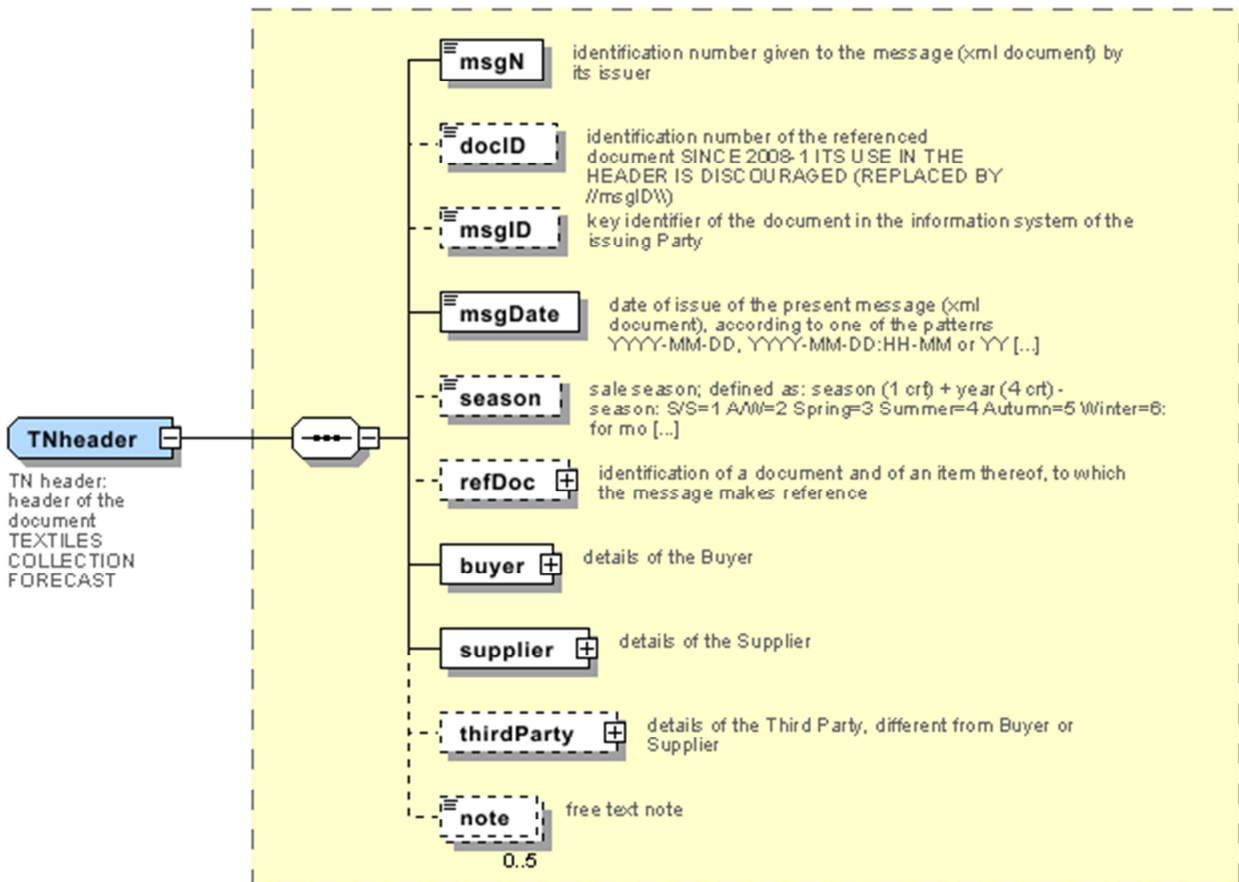 msgN
identification number given to the message (xml document) by
its issuer
docID
identification number of the referenced
document SINCE 2008-1 ITS USE IN THE
HEADER IS DISCOURAGED (REPLACED BY
//msgID\\)
msgID
key identifier of the document in the information system of the
issuing Party
msgDate
date of issue of the present message (xml
document), according to one of the patterns
YYYY-MM-DD, YYYY-MM-DD:HH-MM or YY [...]
season
sale season; defined as: season (1 crt) + year (4 crt) -
season: S/S=1 A/W=2 Spring=3 Summer=4 Autumn=5 Winter=6:
for mo [...]
TNheader
TN header:
header of the
document
TEXTILES
COLLECTION
FORECAST
refDoc
identification of a document and of an item thereof, to which
the message makes reference
buyer
details of the Buyer
supplier
details of the Supplier
thirdParty
details of the Third Party, different from Buyer or
Supplier
note
free text note
0..5